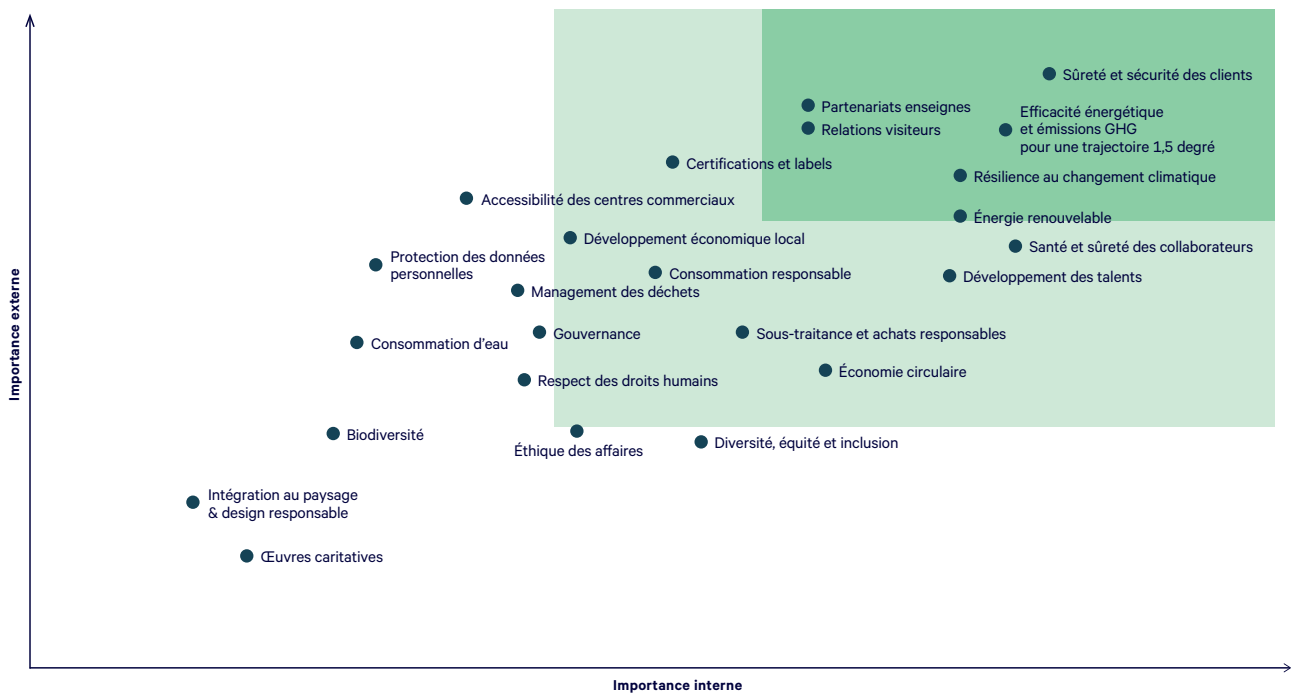 Sûreté et sécurité des clients
Partenariats enseignes
Efficacité énergétique
et émissions GHG
pour une trajectoire 1,5 degré
Relations visiteurs
Certifications et labels
Résilience au changement climatique
Accessibilité des centres commerciaux
Énergie renouvelable
Développement économique local
Santé et sûreté des collaborateurs
Protection des données
personnelles
Consommation responsable
Développement des talents
Management des déchets
Gouvernance
Sous-traitance et achats responsables
Consommation d’eau
Économie circulaire
Respect des droits humains
Biodiversité
Éthique des affaires
Diversité, équité et inclusion
Intégration au paysage
& design responsable
Œuvres caritatives
Importance externe
Importance interne